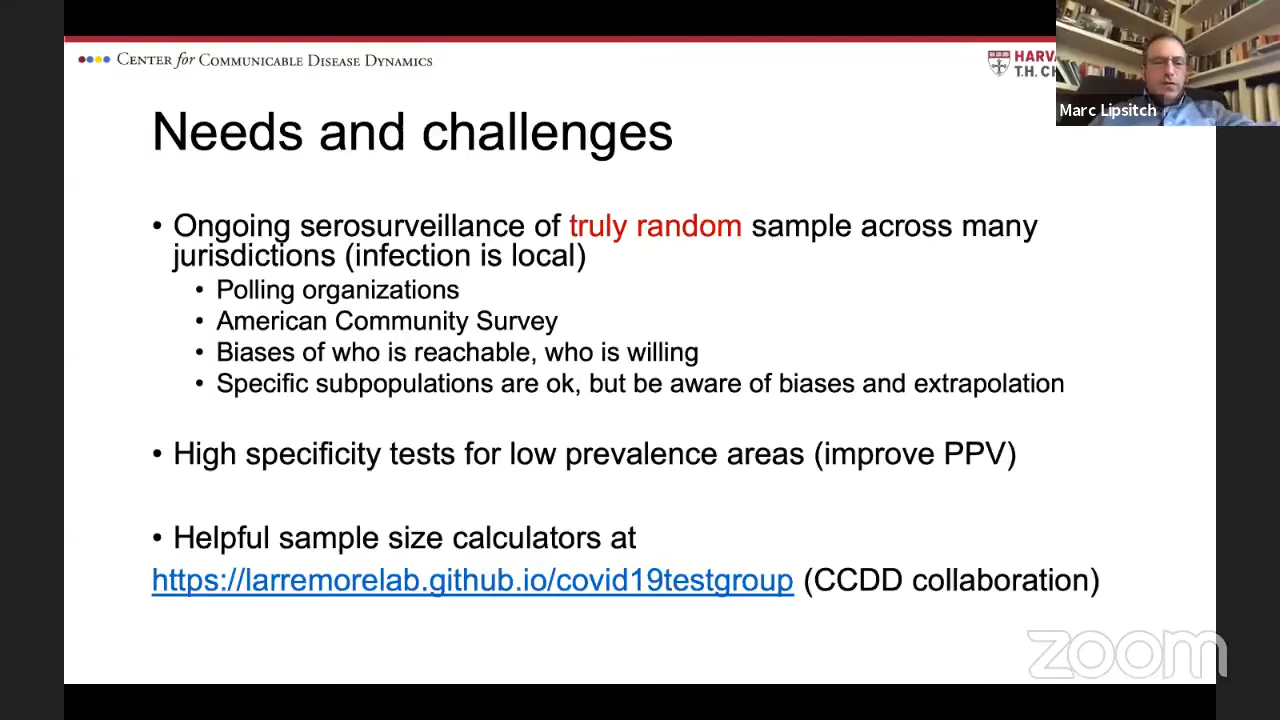 CENTER for COMMUNICABLE DISEASE DYNAMICS
HARVA
T.H. CH
Marc Lipsitch
Needs and challenges
• Ongoing serosurveillance of truly random sample across many
jurisdictions (infection is local)
• Polling organizations
• American Community Survey
• Biases of who is reachable, who is willing
• Specific subpopulations are ok, but be aware of biases and extrapolation
• High specificity tests for low prevalence areas (improve PPV)
• Helpful sample size calculators at
https://larremorelab.github.io/covid19testgroup (CCDD collaboration)
zoom